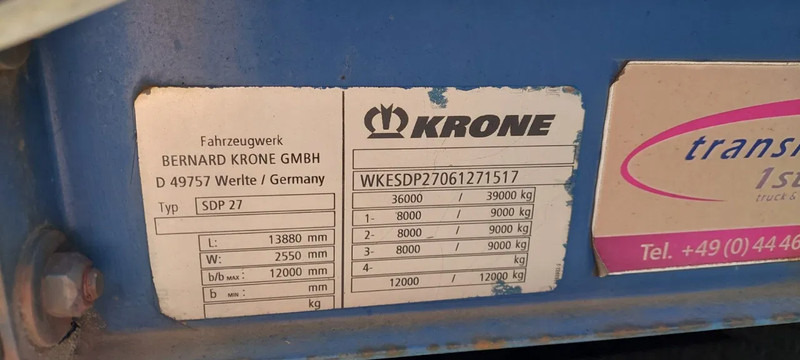 Fahrzeugwerk
BERNARD KRONE GMBH
D 49757 Werlte / Germany
Typ SDP 27
L: 13880 mm
W: 2550 mm
b/b MAX: 12000 mm
b MIN: mm
kg
KRONE
WKESDP27061271517
36000 / 39000 kg
1- 8000 / 9000 kg
2- 8000 / 9000 kg
3- 8000 / 9000 kg
4- kg
12000 / 12000 kg
1st
truck &
Tel. +49 (0) 44 46